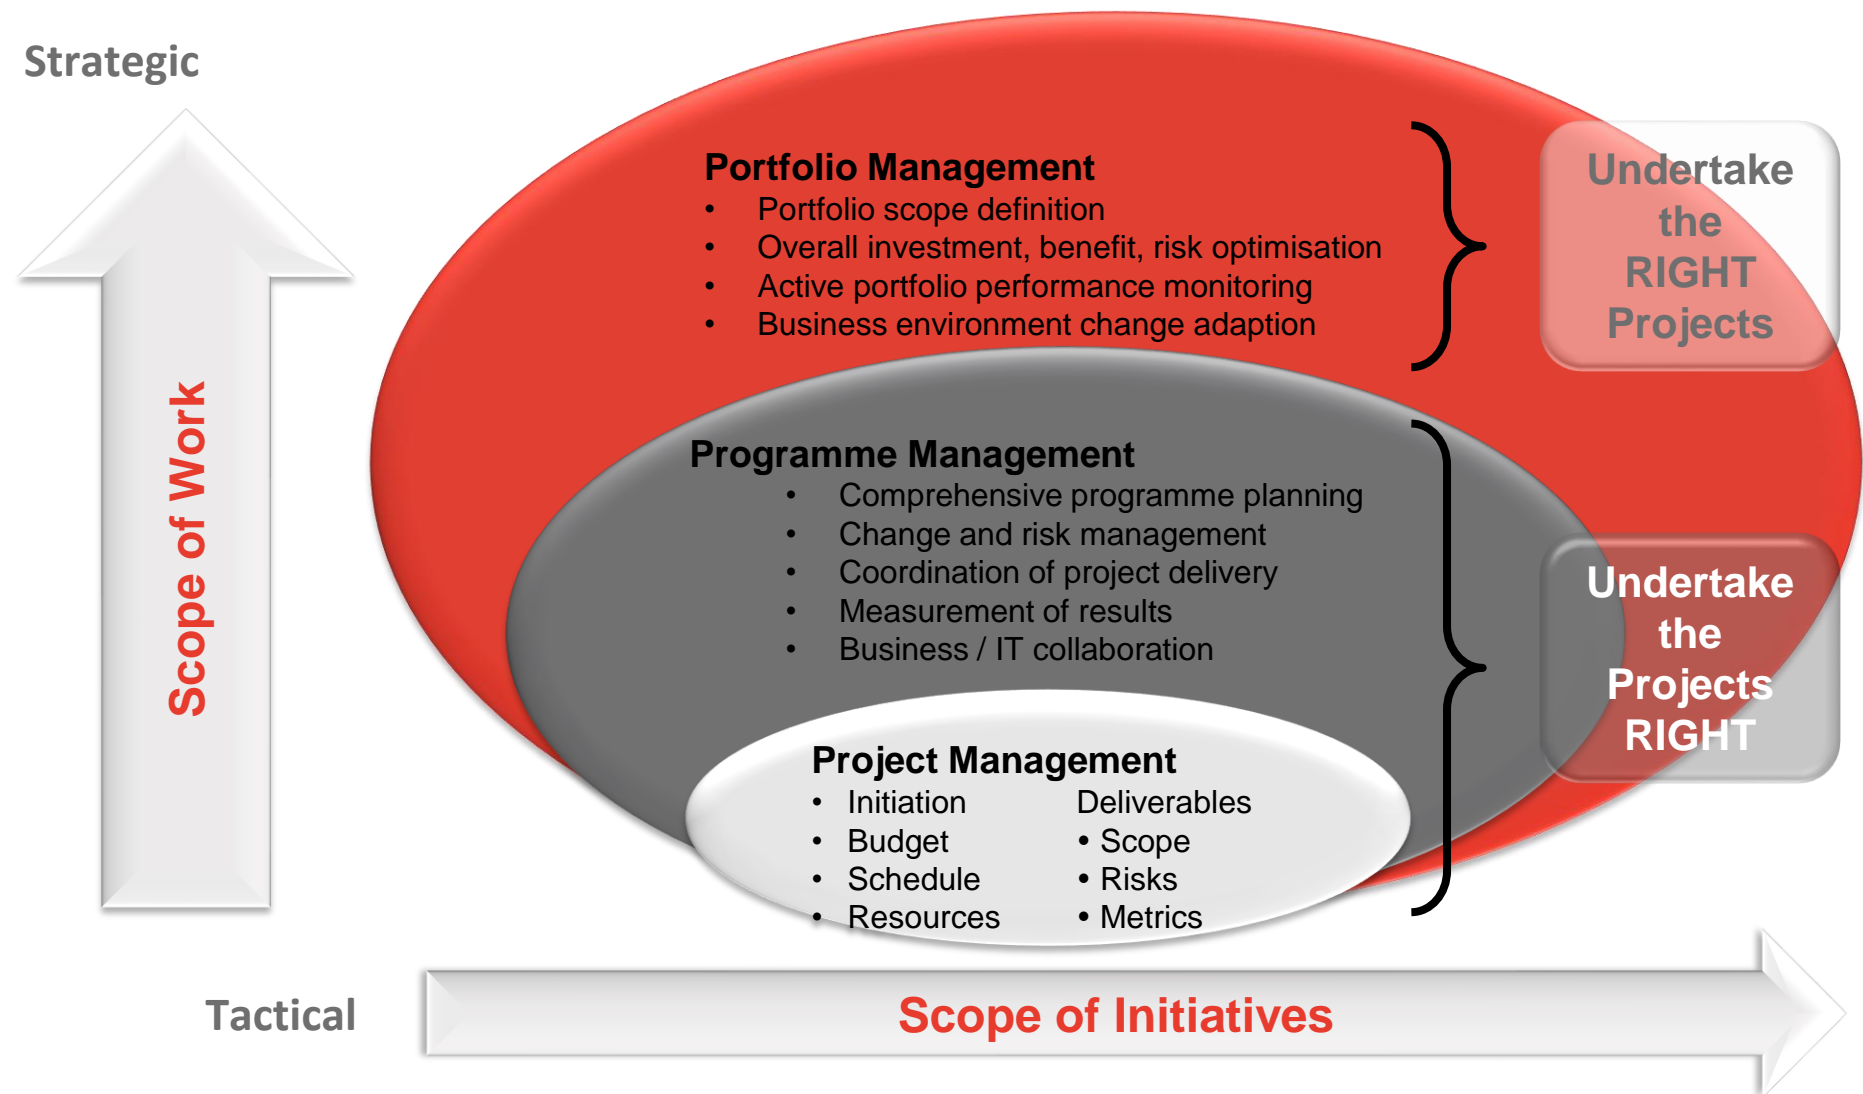 Strategic
Portfolio Management
• Portfolio scope definition
• Overall investment, benefit, risk optimisation
• Active portfolio performance monitoring
• Business environment change adaption
Undertake
the
RIGHT
Projects
Scope of Work
Programme Management
• Comprehensive programme planning
• Change and risk management
• Coordination of project delivery
• Measurement of results
• Business / IT collaboration
Undertake
the
Projects
RIGHT
Project Management
• Initiation
• Budget
• Schedule
• Resources
Deliverables
• Scope
• Risks
• Metrics
Tactical
Scope of Initiatives